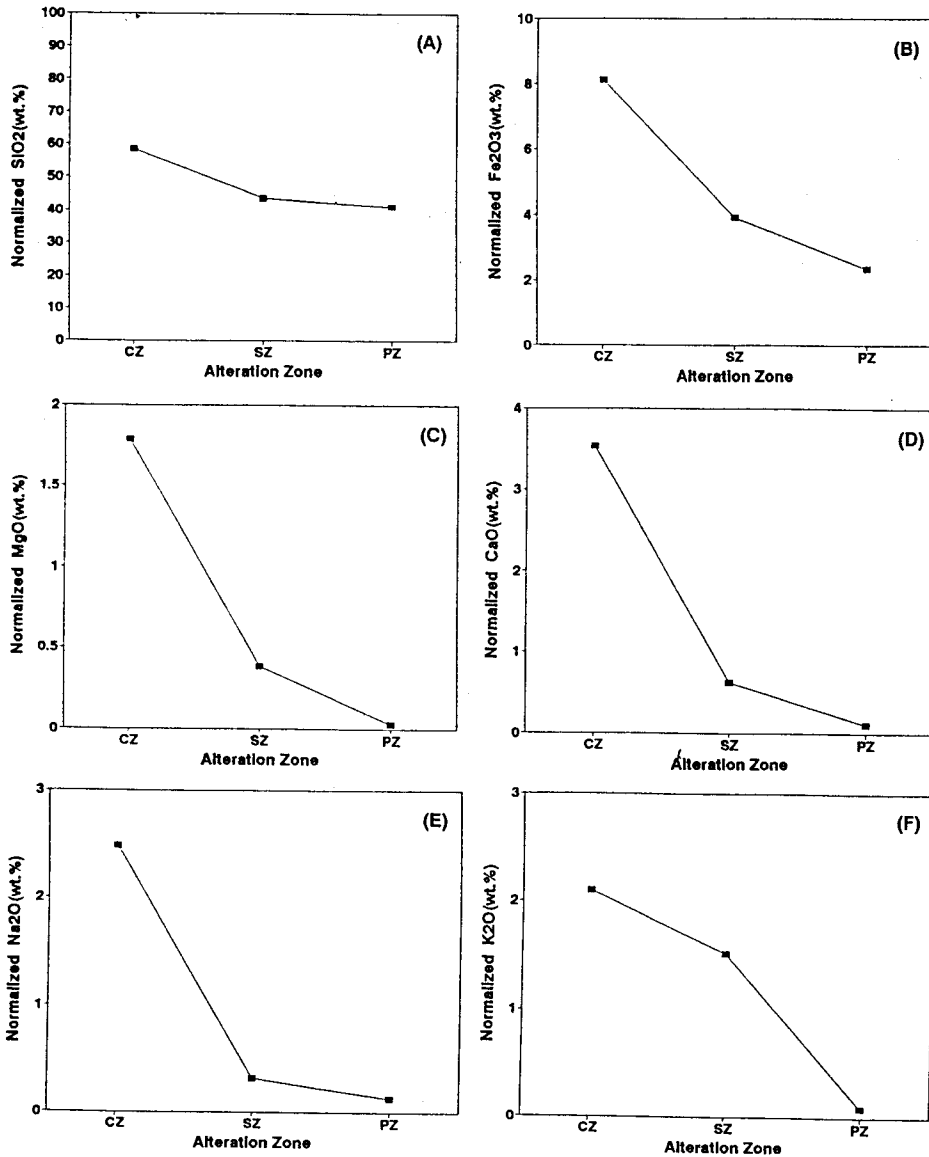 (A)
Normalized SiO2(wt.%)
100
90
80
70
60
50
40
30
20
10
0
CZ SZ PZ
Alteration Zone
(B)
Normalized Fe2O3(wt.%)
10
8
6
4
2
0
CZ SZ PZ
Alteration Zone
(C)
Normalized MgO(wt.%)
2
1.5
1
0.5
0
CZ SZ PZ
Alteration Zone
(D)
Normalized CaO(wt.%)
4
3
2
1
0
CZ SZ PZ
Alteration Zone
(E)
Normalized Na2O(wt.%)
3
2
1
0
CZ SZ PZ
Alteration Zone
(F)
Normalized K2O(wt.%)
3
2
1
0
CZ SZ PZ
Alteration Zone